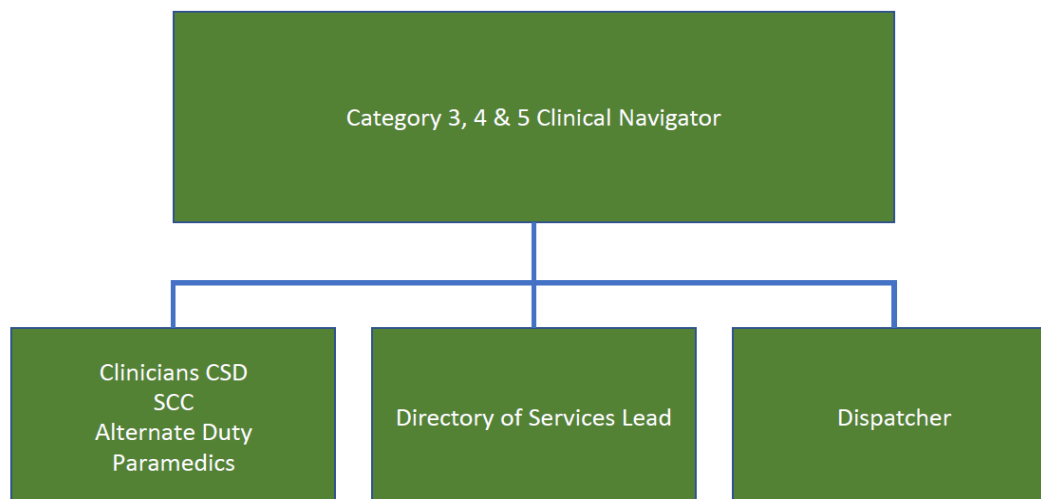 Category 3, 4 & 5 Clinical Navigator
Clinicians CSD
SCC
Alternate Duty
Paramedics
Directory of Services Lead
Dispatcher